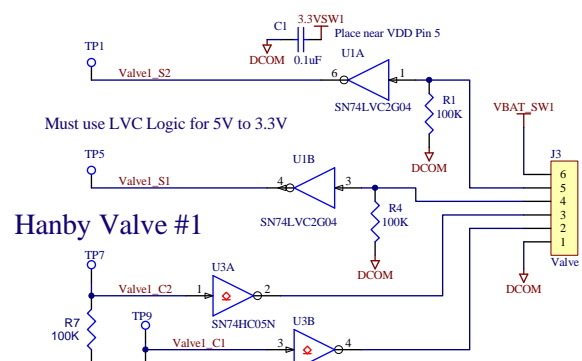 C1
3.3VSW1
Place near VDD Pin 5
DCOM
0.1uF
TP1
U1A
Valve1_S2
6
1
SN74LVC2G04
R1
100K
VBAT_SW1
Must use LVC Logic for 5V to 3.3V
DCOM
J3
TP5
U1B
6
5
4
3
2
1
Valve1_S1
4
3
SN74LVC2G04
R4
100K
Hanby Valve #1
Valve
DCOM
DCOM
TP7
U3A
Valve1_C2
1
2
SN74HC05N
R7
100K
TP9
U3B
Valve1_C1
3
4